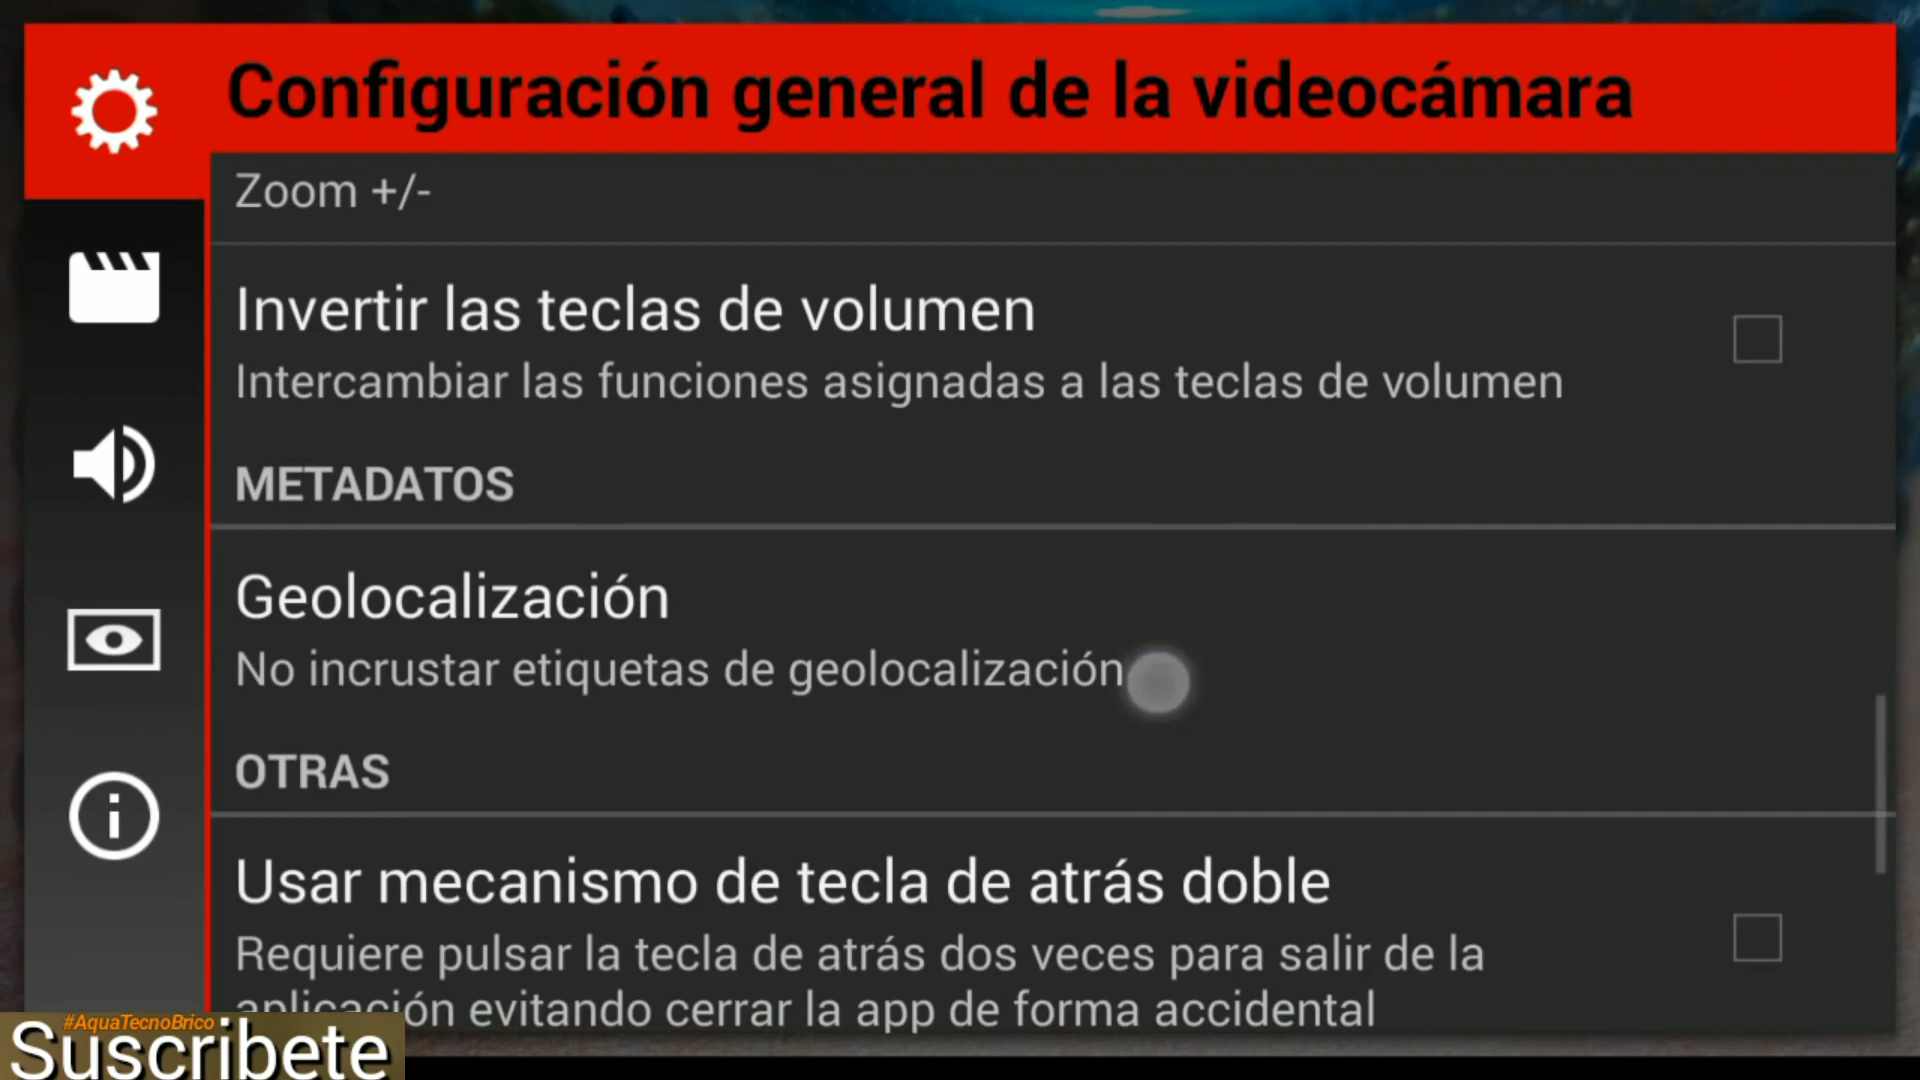 Configuración general de la videocámara
Zoom +/-
Invertir las teclas de volumen
Intercambiar las funciones asignadas a las teclas de volumen
METADATOS
Geolocalización
No incrustar etiquetas de geolocalización
OTRAS
Usar mecanismo de tecla de atrás doble
Requiere pulsar la tecla de atrás dos veces para salir de la
aplicación evitando cerrar la app de forma accidental
#AquaTecnoBrico
Suscribete